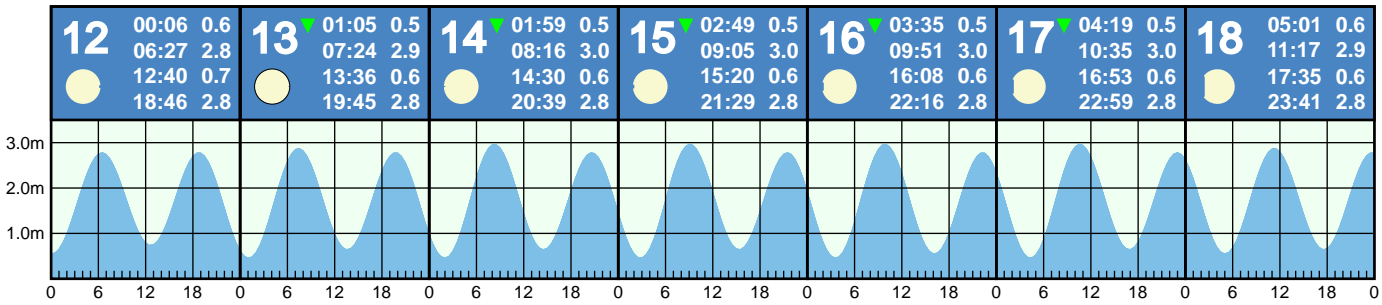 12 00:06 0.6 13 01:05 0.5 14 01:59 0.5 15 02:49 0.5 16 03:35 0.5 17 04:19 0.5 18 05:01 0.6
06:27 2.8 07:24 2.9 08:16 3.0 09:05 3.0 09:51 3.0 10:35 3.0 11:17 2.9
12:40 0.7 13:36 0.6 14:30 0.6 15:20 0.6 16:08 0.6 16:53 0.6 17:35 0.6
18:46 2.8 19:45 2.8 20:39 2.8 21:29 2.8 22:16 2.8 22:59 2.8 23:41 2.8
3.0m
2.0m
1.0m
0 6 12 18 0 6 12 18 0 6 12 18 0 6 12 18 0 6 12 18 0 6 12 18 0 6 12 18 0